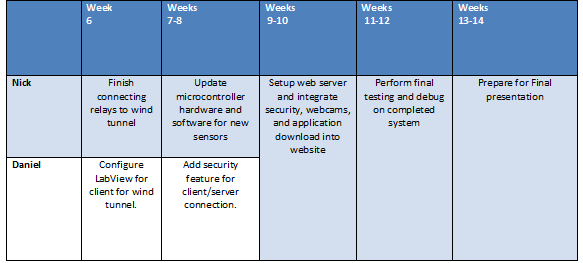 Week
6
Weeks
7-8
Weeks
9-10
Weeks
11-12
Weeks
13-14
Nick
Finish
connecting
relays to wind
tunnel
Update
microcontroller
hardware and
software for new
sensors
Setup web server
and integrate
security, webcams,
and application
download into
website
Perform final
testing and debug
on completed
system
Prepare for Final
presentation
Daniel
Configure
LabView for
client for wind
tunnel.
Add security
feature for
client/server
connection.